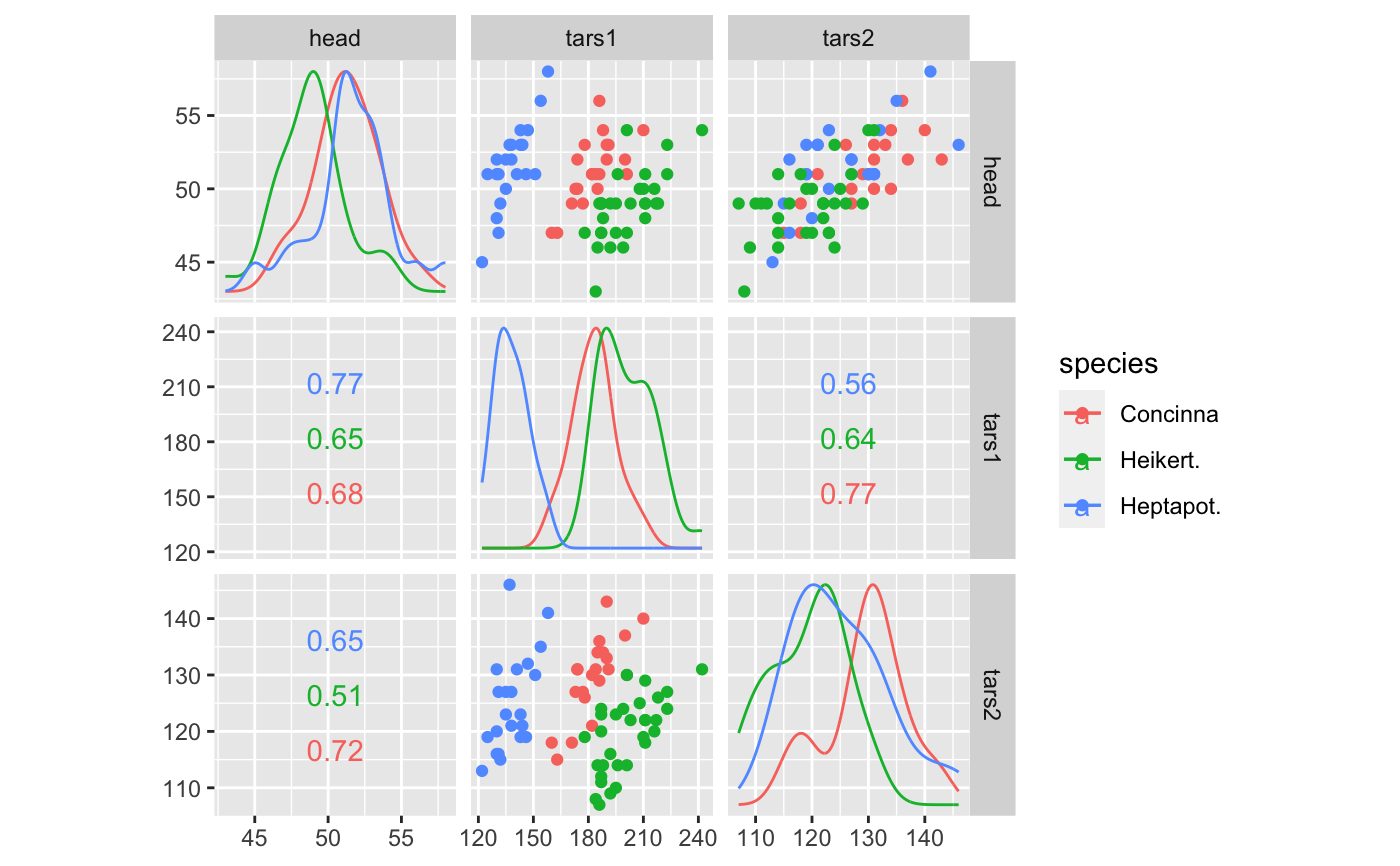 head tars1 tars2
55
50
45
head
240
210
180
150
120
0.77
0.65
0.68
0.56
0.64
0.77
tars1
140
130
120
110
0.65
0.51
0.72
tars2
45 50 55 120 150 180 210 240 110 120 130 140
species
a Concinna
a Heikert.
a Heptapot.